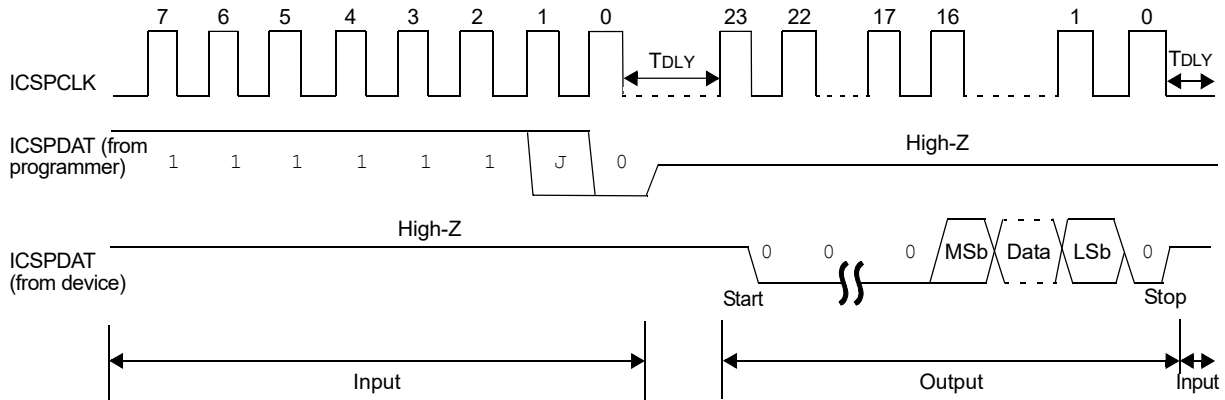 7 6 5 4 3 2 1 0 23 22 17 16 1 0
TDLY TDLY
ICSPCLK
ICSPDAT (from
programmer)
1 1 1 1 1 1 J 0
High-Z
High-Z
ICSPDAT
(from device)
0 0 0 MSb Data LSb 0
Start Stop
Input Output Input